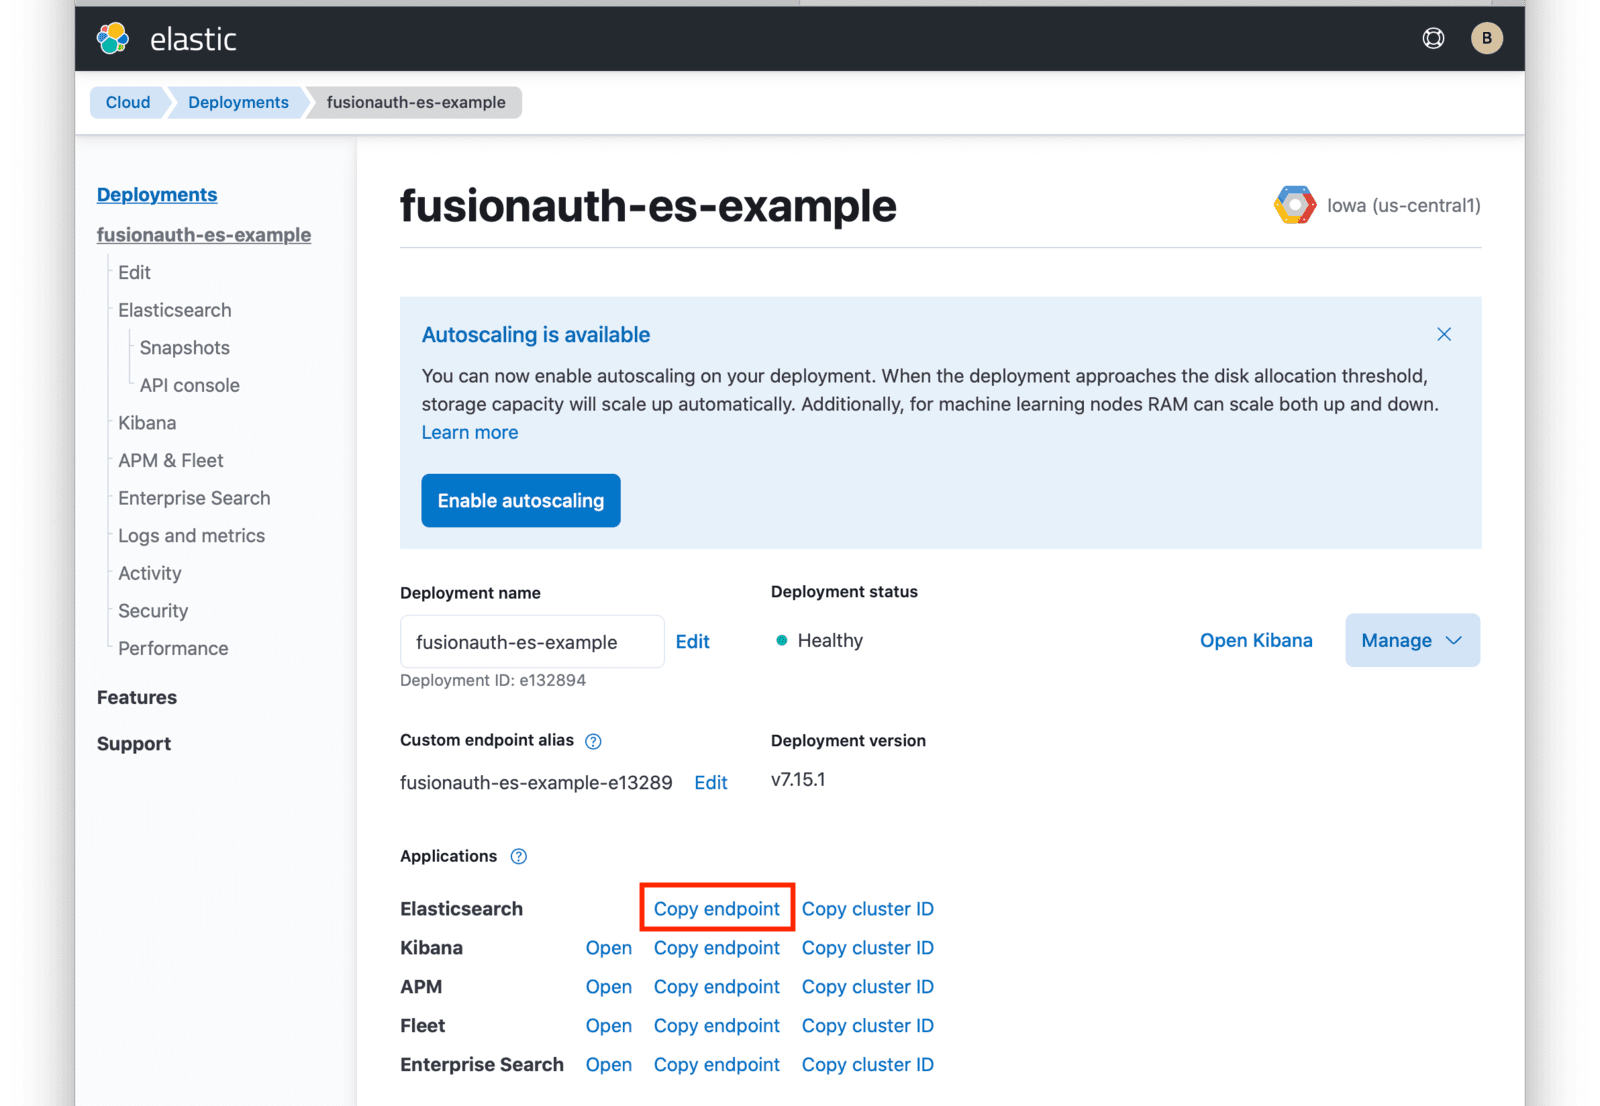 elastic
B
Cloud
Deployments
fusionauth-es-example
Deployments
fusionauth-es-example
Edit
Elasticsearch
Snapshots
API console
Kibana
APM & Fleet
Enterprise Search
Logs and metrics
Activity
Security
Performance
Features
Support
fusionauth-es-example
Iowa (us-central1)
Autoscaling is available
You can now enable autoscaling on your deployment. When the deployment approaches the disk allocation threshold,
storage capacity will scale up automatically. Additionally, for machine learning nodes RAM can scale both up and down.
Learn more
Enable autoscaling
Deployment name
fusionauth-es-example Edit
Deployment ID: e132894
Deployment status
Healthy
Open Kibana
Manage
Custom endpoint alias ?
fusionauth-es-example-e13289 Edit
Deployment version
v7.15.1
Applications ?
Elasticsearch Copy endpoint Copy cluster ID
Kibana Open Copy endpoint Copy cluster ID
APM Open Copy endpoint Copy cluster ID
Fleet Open Copy endpoint Copy cluster ID
Enterprise Search Open Copy endpoint Copy cluster ID